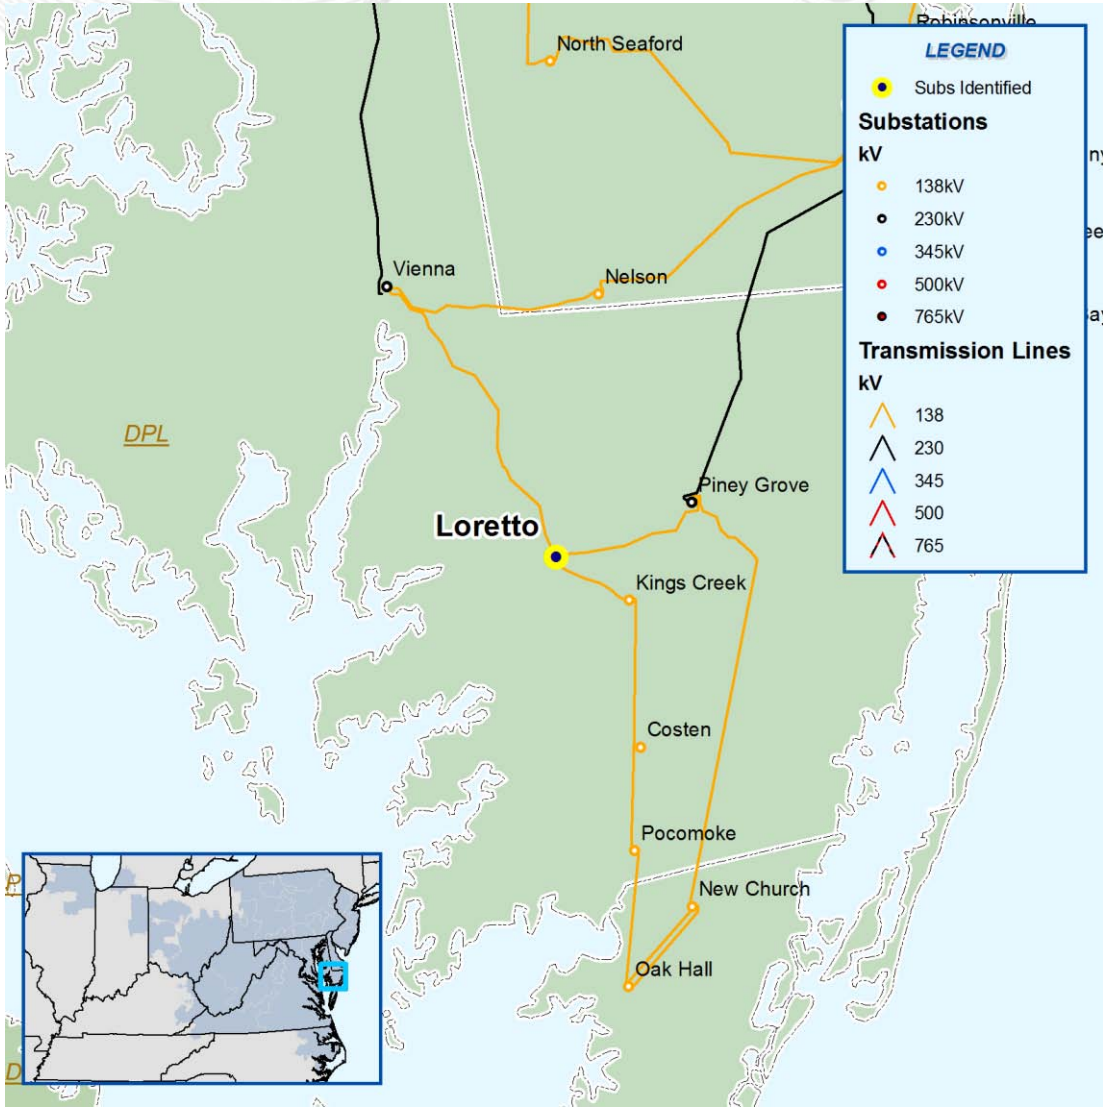 Robinsonville
North Seaford
LEGEND
Subs Identified
Substations
kV
138kV
230kV
345kV
500kV
765kV
Transmission Lines
kV
138
230
345
500
765
Vienna
Nelson
DPL
Piney Grove
Loretto
Kings Creek
Costen
Pocomoke
New Church
Oak Hall